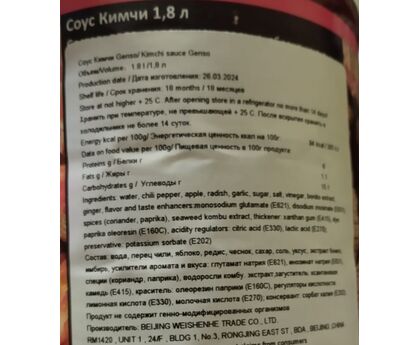 Соус Кимчи 1,8 л
Соус Кимчи Genso/ Kimchi sauce Genso
Объем/Volume: 1,8 l/1,8 л
Production date / Дата изготовления: 26.03.2024
Shelf life / Срок хранения: 18 months / 18 месяцев
Store at not higher + 25 C. After opening store in a refrigerator no more than 14 days/
Хранить при температуре, не превышающей + 25 С. После вскрытия хранить в
холодильнике не более 14 суток.
Energy kcal per 100g/ Энергетическая ценность ккал на 100г:
Data on food value per 100g/ Пищевая ценность в 100г продукта:
Proteins g / Белки г
Fats g / Жиры г 1.1
Carbohydrates g / Углеводы г
Ingredients: water, chili pepper, apple, radish, garlic, sugar, salt, vinegar, bonito extract,
ginger, flavor and taste enhancers:monosodium glutamate (E621), disodium
spices (coriander, paprika), seaweed kombu extract, thickener: xanthan gum (E415),
paprika oleoresin (E160C), acidity regulators: citric acid (E330), lactic acid (E270),
preservative: potassium sorbate (E202)
Состав: вода, перец чили, яблоко, редис, чеснок, сахар, соль, уксус, экстракт
имбирь, усилители аромата и вкуса: глутамат натрия (E621),
специи (кориандр, паприка), водоросли комбу, экстракт,загуститель: ксантановая
камедь (E415), краситель: олеорезин паприки (E160C), регуляторы кислотности:
лимонная кислота (E330), молочная кислота (E270); консервант: сорбат калия
Продукт не содержит генно-модифицированных организмов
Производитель: BEIJING WEISHENHE TRADE CO., LTD.
RM1420 , UNIT 1 , 24/F , BLDG 1, No.3, RONGJING EAST ST , BDA , BEIJING, CHINA